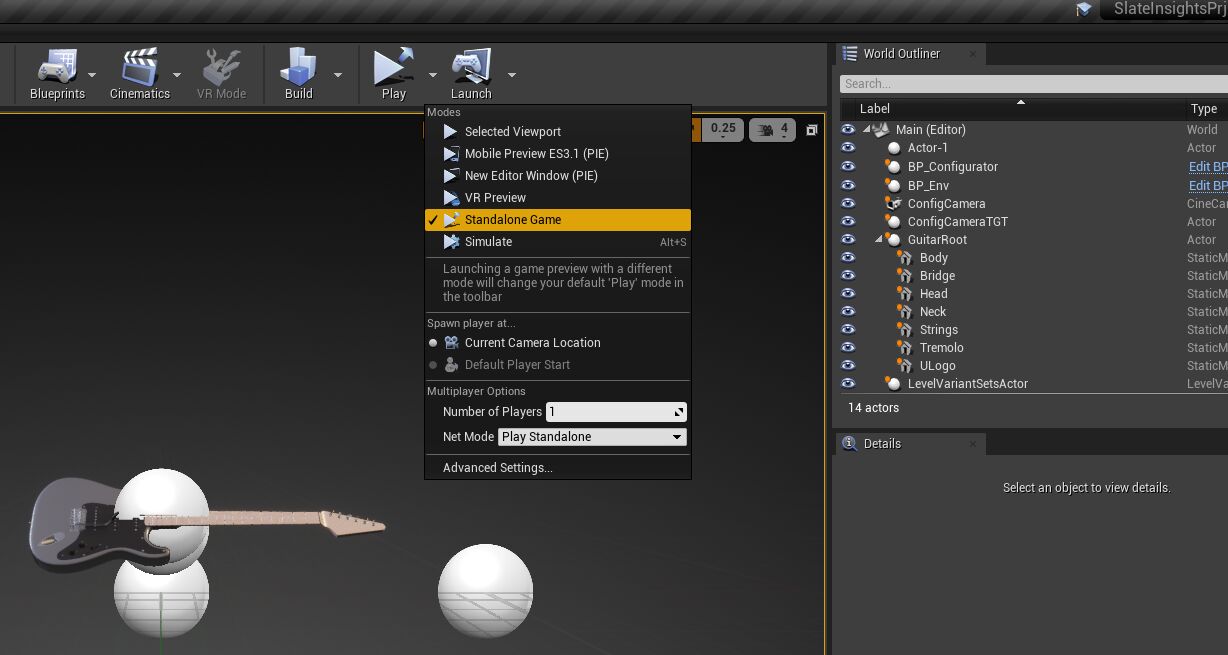 SlateInsightsPrj
Blueprints
Cinematics
VR Mode
Build
Play
Launch
0.25
4
Modes
Selected Viewport
Mobile Preview ES3.1 (PIE)
New Editor Window (PIE)
VR Preview
Standalone Game
Simulate Alt+S
Launching a game preview with a different
mode will change your default 'Play' mode in
the toolbar
Spawn player at...
Current Camera Location
Default Player Start
Multiplayer Options
Number of Players 1
Net Mode Play Standalone
Advanced Settings...
World Outliner
Search...
Label Type
Main (Editor) World
Actor-1 Actor
BP_Configurator Edit BP
BP_Env Edit BP
ConfigCamera CineCam
ConfigCameraTGT Actor
GuitarRoot Actor
Body StaticM
Bridge StaticM
Head StaticM
Neck StaticM
Strings StaticM
Tremolo StaticM
ULogo StaticM
LevelVariantSetsActor LevelVa
14 actors
Details
Select an object to view details.